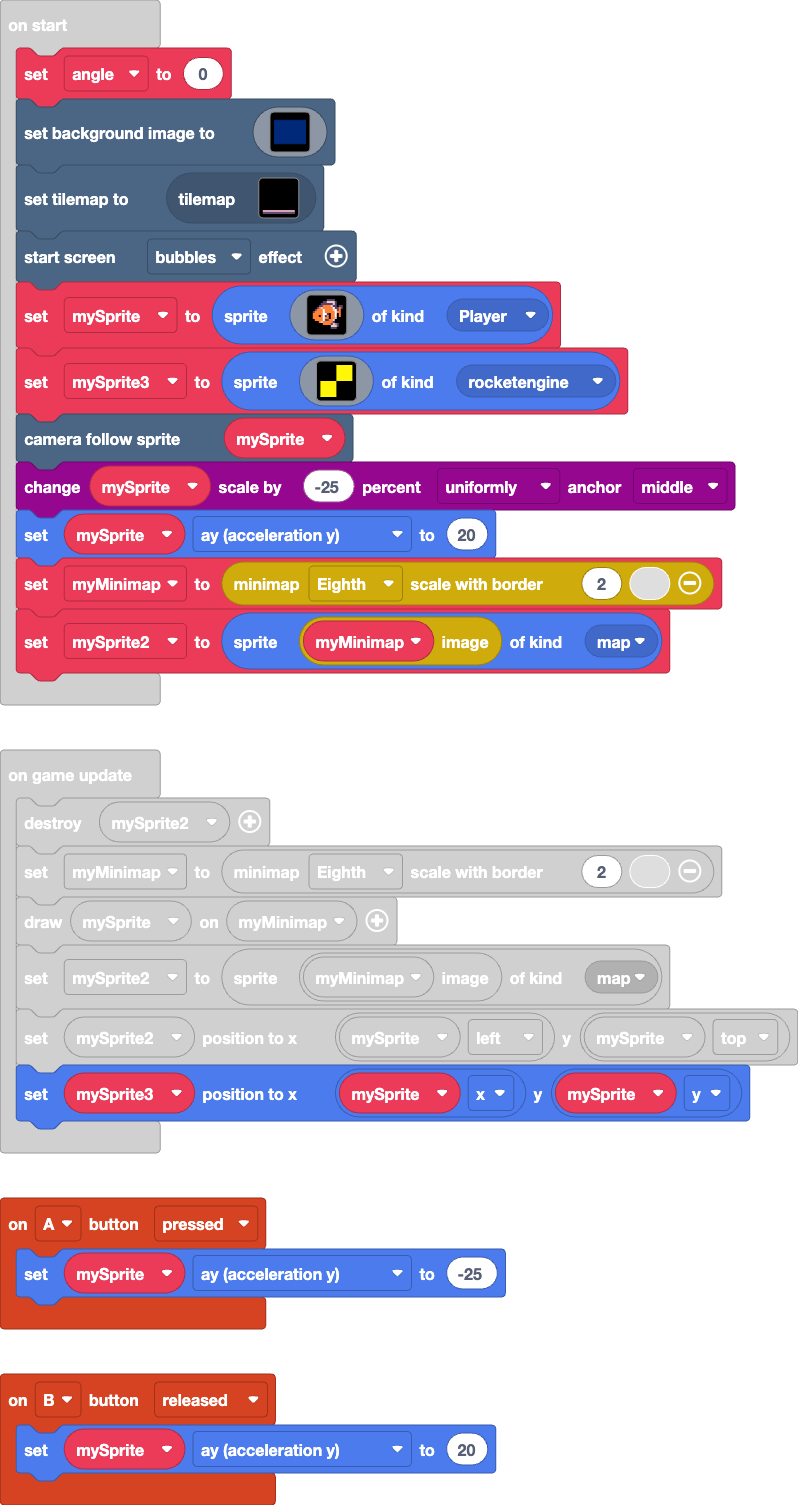 on start
set angle to 0
set background image to
set tilemap to tilemap
start screen bubbles effect
set mySprite to sprite of kind Player
set mySprite3 to sprite of kind rocketengine
camera follow sprite mySprite
change mySprite scale by -25 percent uniformly anchor middle
set mySprite ay (acceleration y) to 20
set myMinimap to minimap Eighth scale with border 2
set mySprite2 to sprite myMinimap image of kind map
on game update
destroy mySprite2
set myMinimap to minimap Eighth scale with border 2
draw mySprite on myMinimap
set mySprite2 to sprite myMinimap image of kind map
set mySprite2 position to x mySprite left y mySprite top
set mySprite3 position to x mySprite x y mySprite y
on A button pressed
set mySprite ay (acceleration y) to -25
on B button released
set mySprite ay (acceleration y) to 20